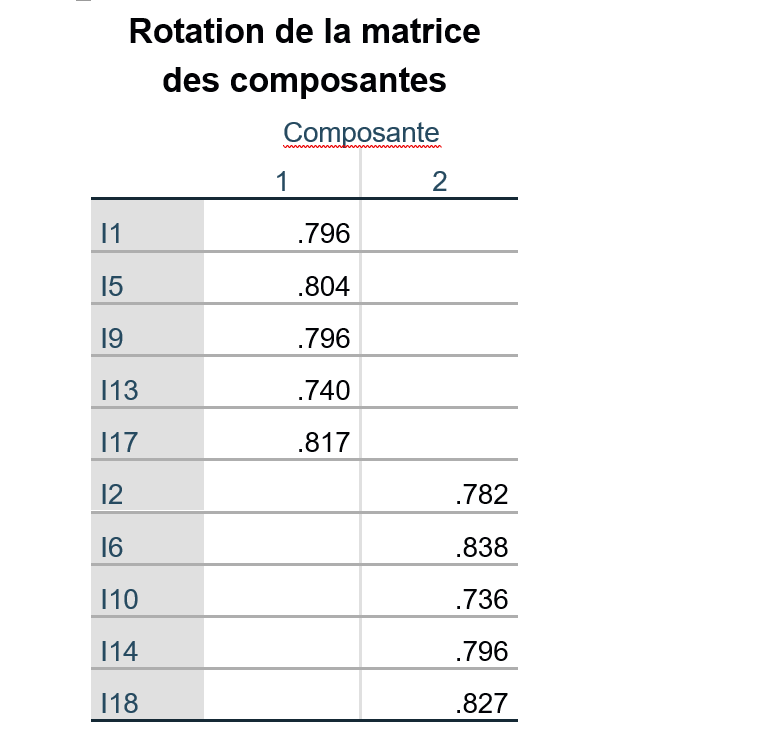 Rotation de la matrice
des composantes
Composante
1 2
I1 .796
I5 .804
I9 .796
I13 .740
I17 .817
I2 .782
I6 .838
I10 .736
I14 .796
I18 .827